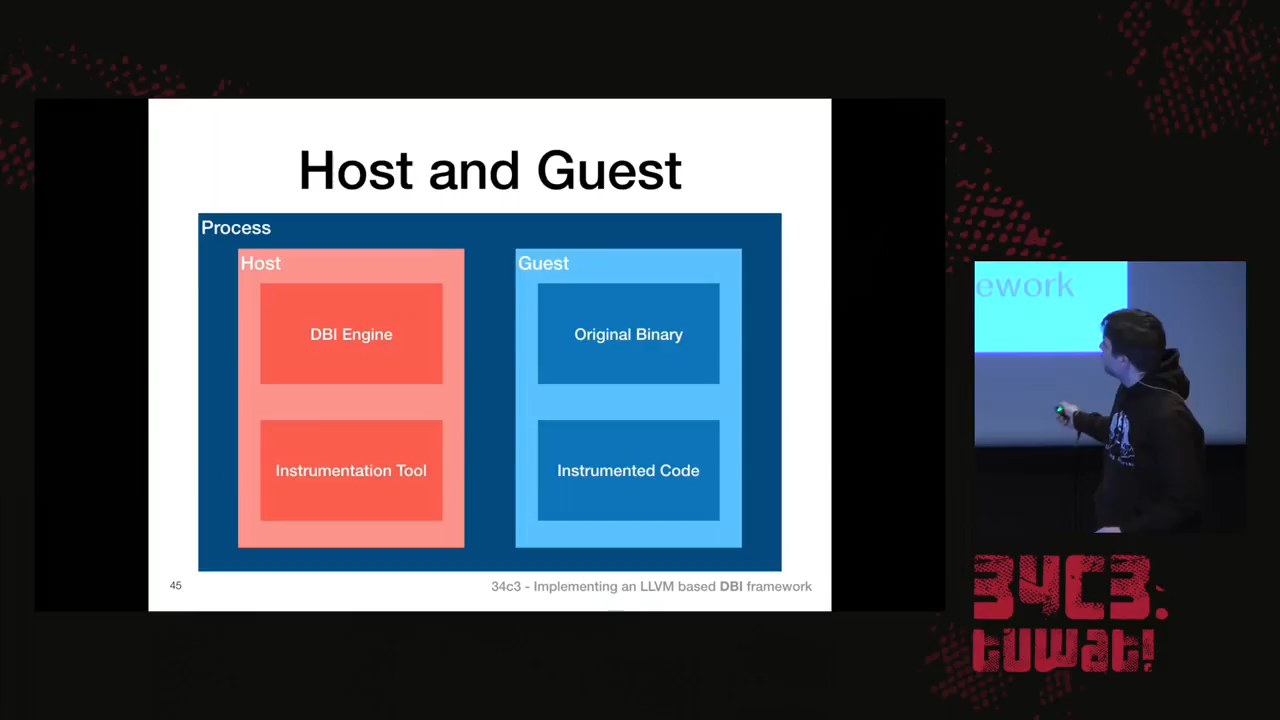 Host and Guest
Process
Host
Guest
DBI Engine
Original Binary
Instrumentation Tool
Instrumented Code
45
34c3 - Implementing an LLVM based DBI framework
ework
34C3.
tuwat!